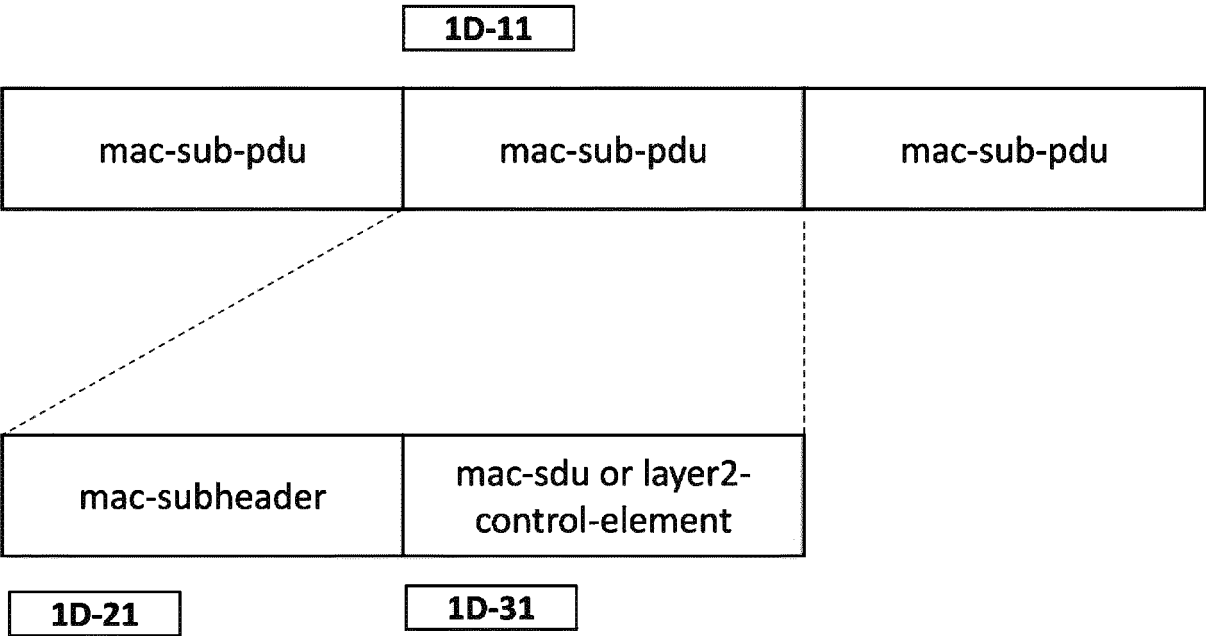 1D-11
mac-sub-pdu
mac-sub-pdu
mac-sub-pdu
mac-subheader
mac-sdu or layer2-
control-element
1D-21
1D-31